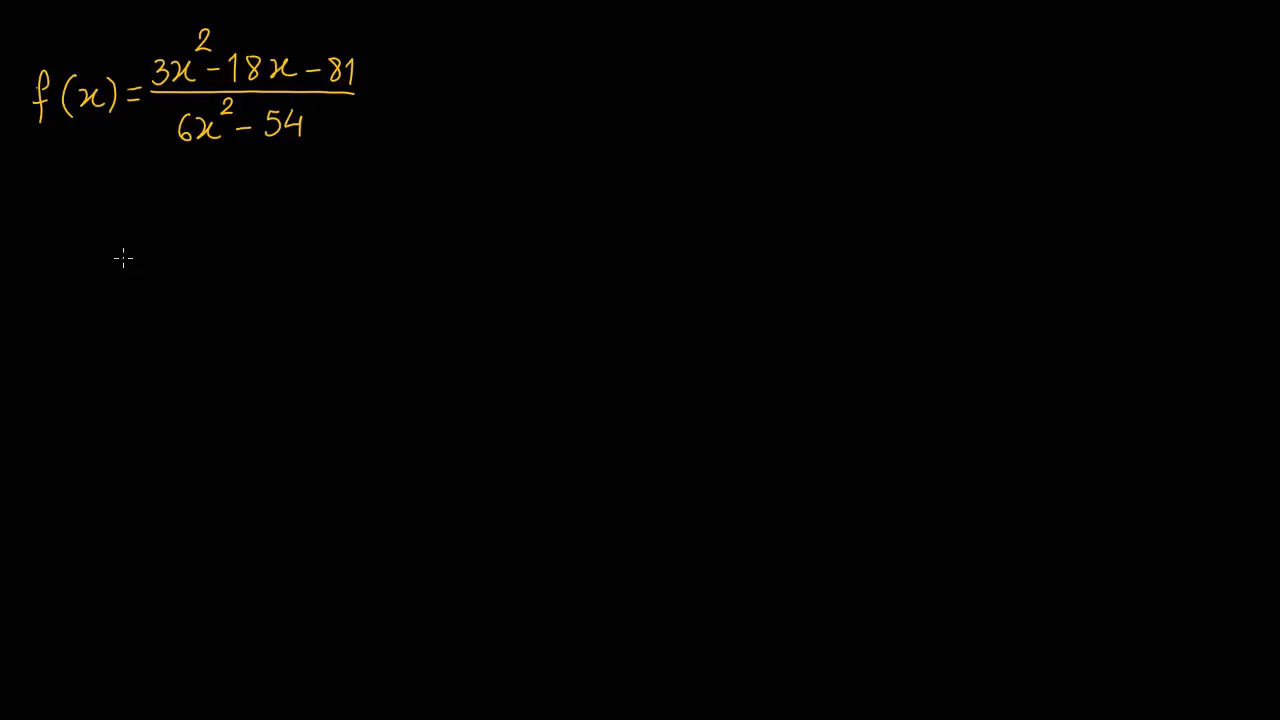 f(x) = (3x² - 18x - 81)/(6x² - 54)